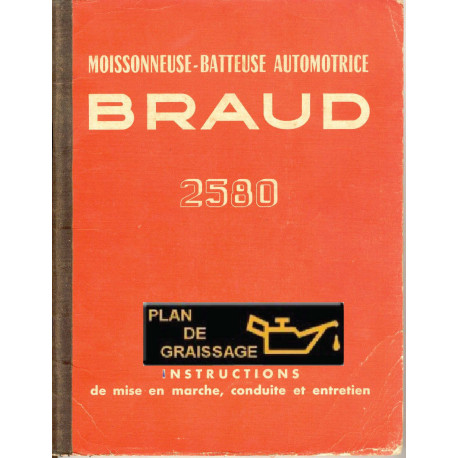 MOISSONNEUSE-BATTEUSE AUTOMOTRICE
BRAUD
2580
PLAN
DE
GRAISSAGE
INSTRUCTIONS
de mise en marche, conduite et entretien